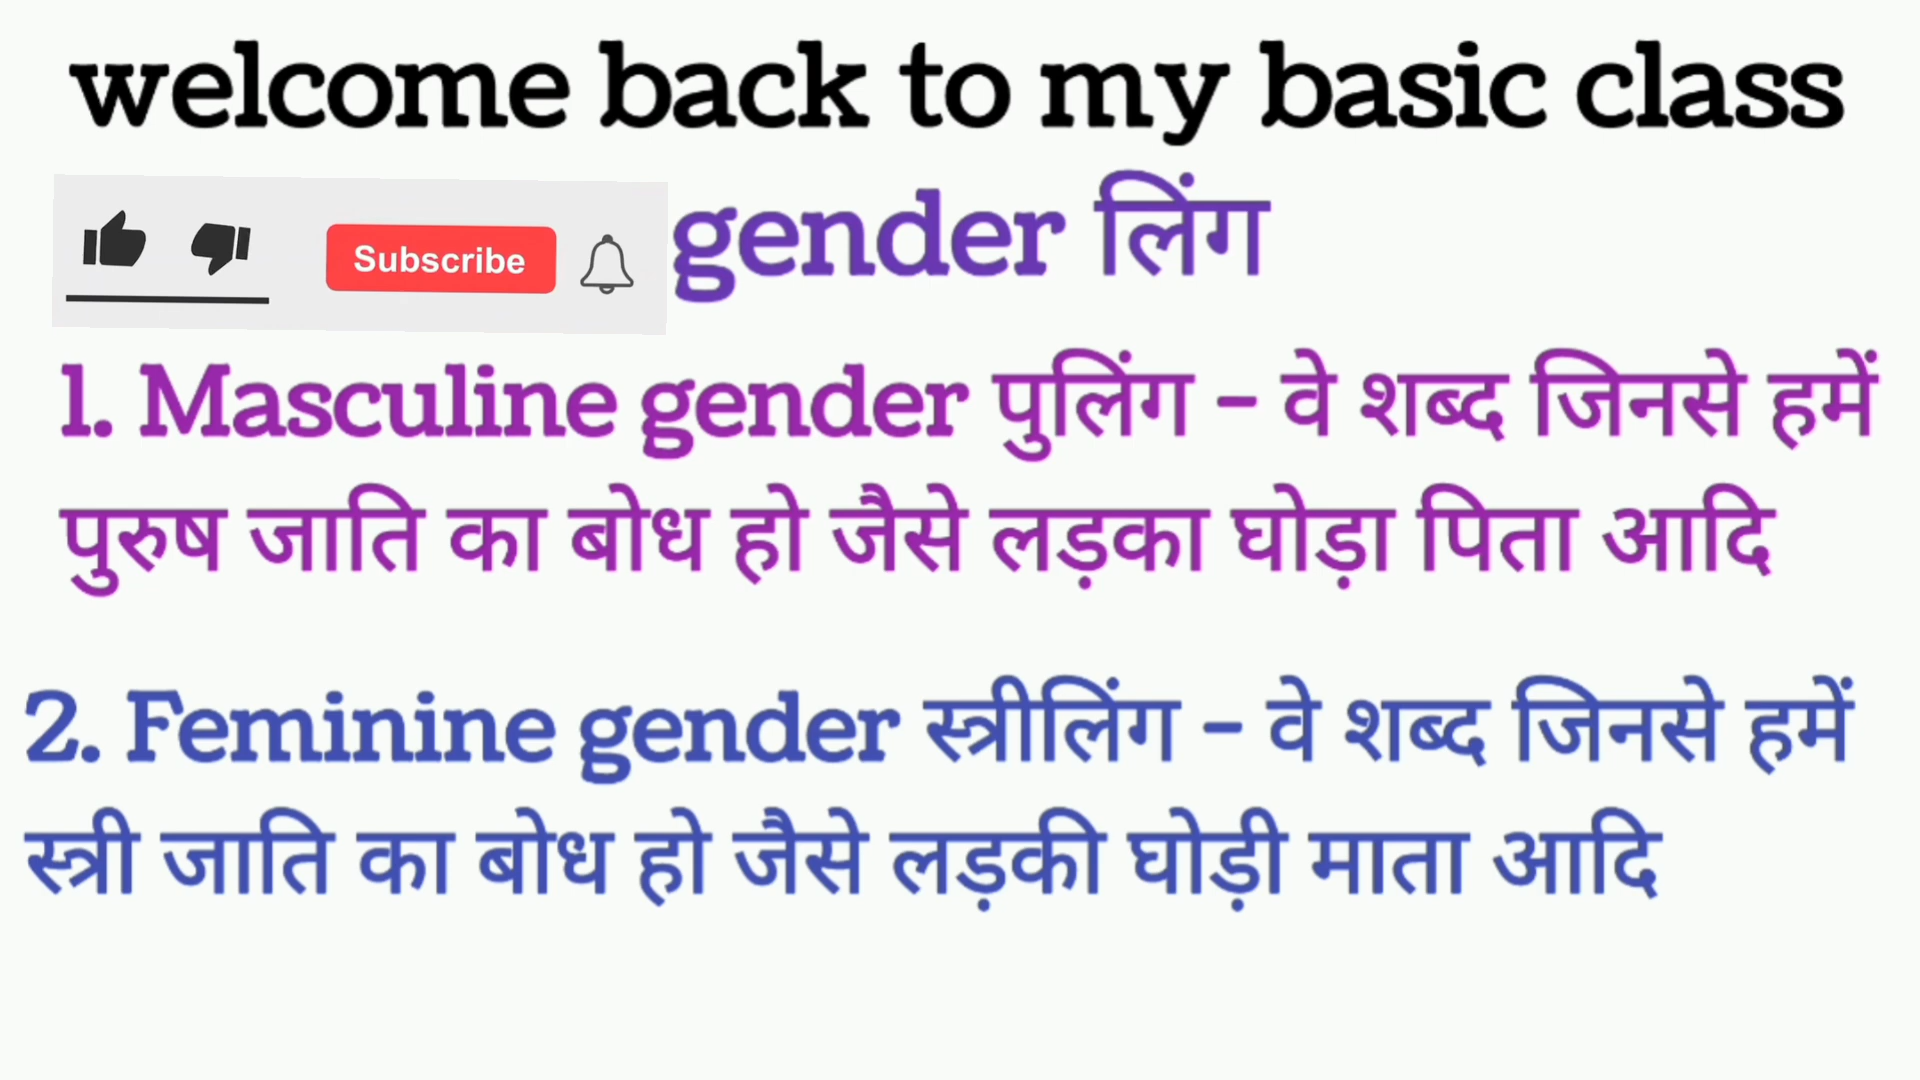 welcome back to my basic class
Subscribe
gender लिंग
1. Masculine gender पुलिंग - वे शब्द जिनसे हमें
पुरुष जाति का बोध हो जैसे लड़का घोड़ा पिता आदि
2. Feminine gender स्त्रीलिंग - वे शब्द जिनसे हमें
स्त्री जाति का बोध हो जैसे लड़की घोड़ी माता आदि